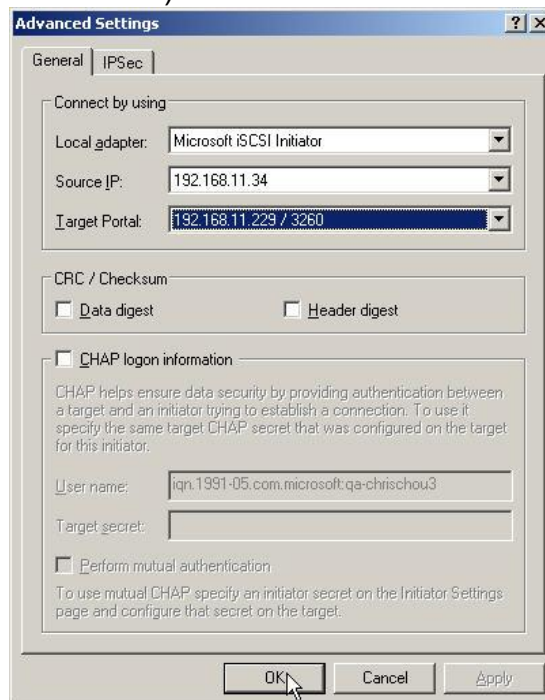 Advanced Settings
General IPSec
Connect by using
Local adapter: Microsoft iSCSI Initiator
Source IP: 192.168.11.34
Target Portal: 192.168.11.229 / 3260
CRC / Checksum
Data digest Header digest
CHAP logon information
CHAP helps ensure data security by providing authentication between
a target and an initiator trying to establish a connection. To use it
specify the same target CHAP secret that was configured on the target
for this initiator.
User name: iqn.1991-05.com.microsoft:qa-chrischou3
Target secret:
Perform mutual authentication
To use mutual CHAP specify an initiator secret on the Initiator Settings
page and configure that secret on the target.
OK Cancel Apply